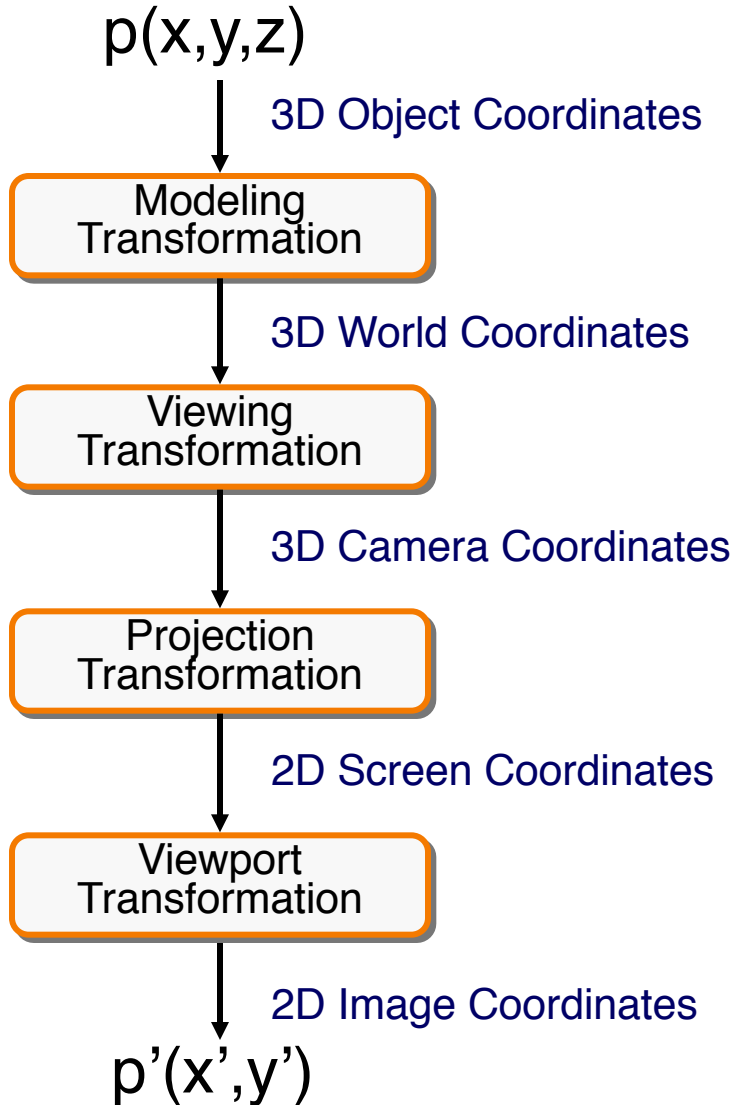 p(x,y,z)
3D Object Coordinates
Modeling
Transformation
3D World Coordinates
Viewing
Transformation
3D Camera Coordinates
Projection
Transformation
2D Screen Coordinates
Viewport
Transformation
2D Image Coordinates
p’(x’,y’)